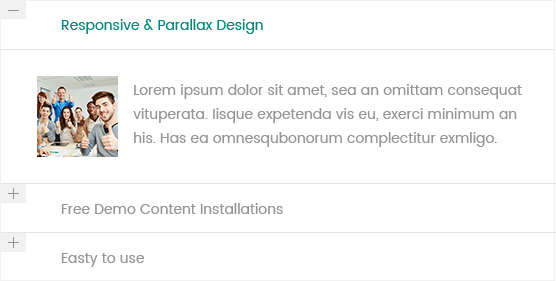 Responsive & Parallax Design
Lorem ipsum dolor sit amet, sea an omittam consequat
vituperata. Iisque expetenda vis eu, exerci minimum an
his. Has ea omnesqubonorum complectitur exmligo.
Free Demo Content Installations
Easty to use